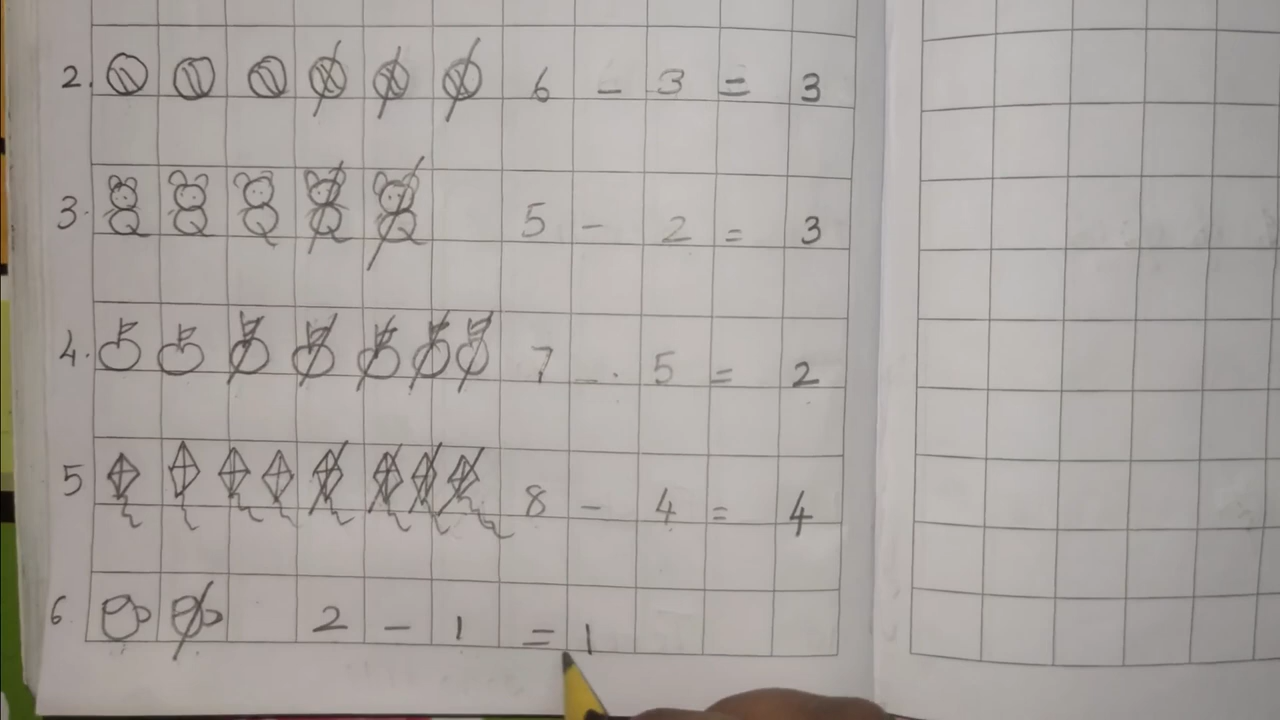 2. 6 - 3 = 3
3. 5 - 2 = 3
4. 7 - 5 = 2
5 8 - 4 = 4
6 2 - 1 = 1